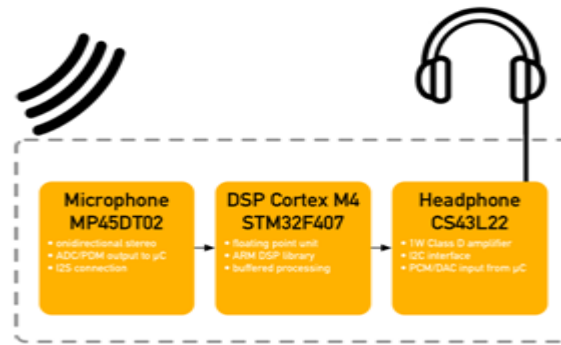 Microphone
MP45DT02
• onidirectional stereo
• ADC/PDM output to µC
• I2S connection
DSP Cortex M4
STM32F407
• floating point unit
• ARM DSP library
• buffered processing
Headphone
CS43L22
• 1W Class D amplifier
• I2C interface
• PCM/DAC input from µC